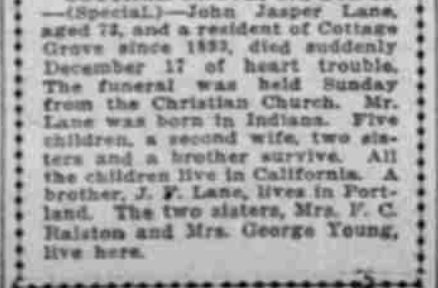 —(Special.)—John Jasper Lane,
aged 73, and a resident of Cottage
Grove since 1893, died suddenly
December 17 of heart trouble.
The funeral was held Sunday
from the Christian Church. Mr.
Lane was born in Indiana. Five
children, a second wife, two sis-
ters and a brother survive. All
the children live in California. A
brother, J. F. Lane, lives in Port-
land. The two sisters, Mrs. F. C.
Ralston and Mrs. George Young,
live here.